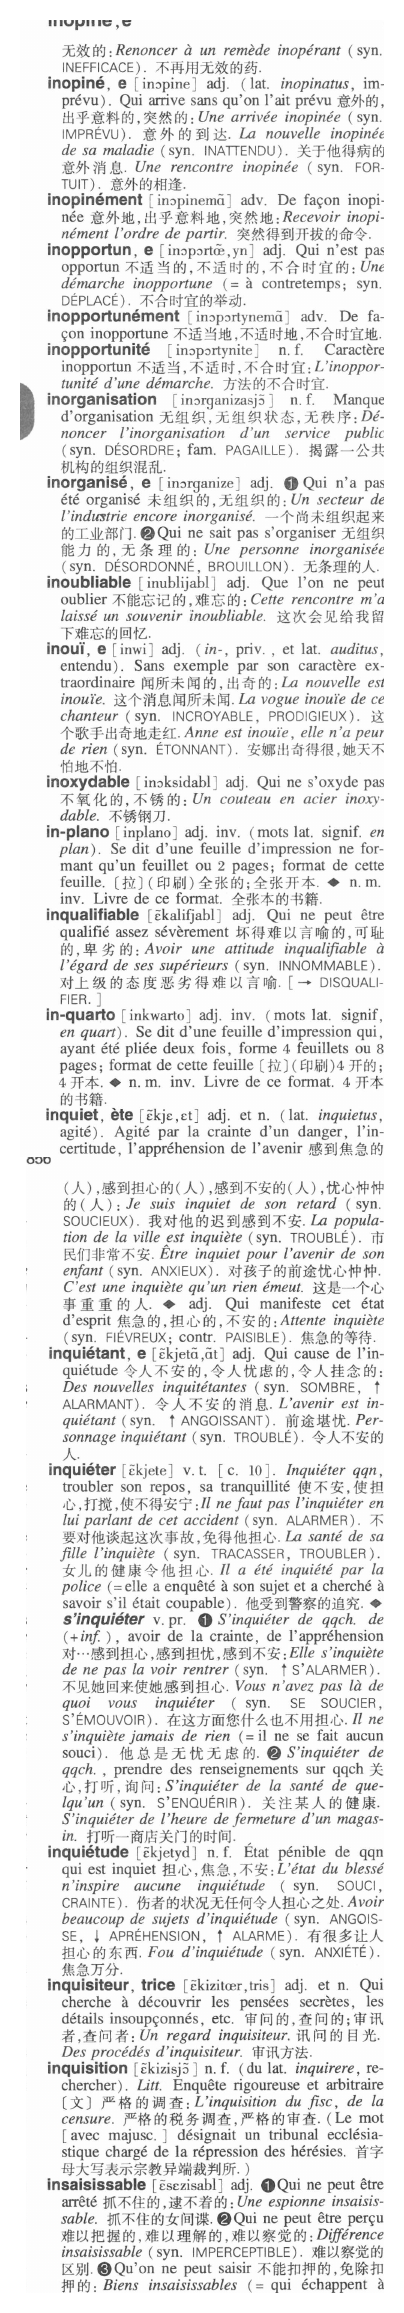 inopiné, e
无效的: Renoncer à un remède inopérant ( syn.
INEFFICACE) . 不再用无效的药.
inopiné, e [inɔpine] adj. ( lat. inopinatus, im-
prévu) . Qui arrive sans qu'on l'ait prévu 意外的,
出乎意料的,突然的: Une arrivée inopinée ( syn.
IMPRÉVU) . 意外的到达. La nouvelle inopinée
de sa maladie ( syn. INATTENDU) . 关于他得病的
意外消息. Une rencontre inopinée ( syn. FOR-
TUIT) . 意外的相逢.
inopinément [inɔpinemɑ̃] adv. De façon inopi-
née 意外地,出乎意料地,突然地: Recevoir inopi-
nément l'ordre de partir. 突然得到开拔的命令.
inopportun, e [inɔpɔrtœ̃,yn] adj. Qui n'est pas
opportun 不适当的,不适时的,不合时宜的: Une
démarche inopportune ( = à contretemps; syn.
DÉPLACÉ) . 不合时宜的举动.
inopportunément [inɔpɔrtynemɑ̃] adv. De fa-
çon inopportune 不适当地,不适时地,不合时宜地.
inopportunité [inɔpɔrtynite] n. f. Caractère
inopportun 不适当,不适时,不合时宜: L'inoppor-
tunité d'une démarche. 方法的不合时宜.
inorganisation [inɔrganizasjɔ̃] n. f. Manque
d'organisation 无组织,无组织状态,无秩序: Dé-
noncer l'inorganisation d'un service public
(syn. DÉSORDRE; fam. PAGAILLE) . 揭露一公共
机构的组织混乱.
inorganisé, e [inɔrganize] adj. ❶ Qui n'a pas
été organisé 未组织的,无组织的: Un secteur de
l'industrie encore inorganisé. 一个尚未组织起来
的工业部门. ❷ Qui ne sait pas s'organiser 无组织
能力的, 无条理的: Une personne inorganisée
(syn. DÉSORDONNÉ, BROUILLON) . 无条理的人.
inoubliable [inublijabl] adj. Que l'on ne peut
oublier 不能忘记的,难忘的: Cette rencontre m'a
laissé un souvenir inoubliable. 这次会见给我留
下难忘的回忆.
inouï, e [inwi] adj. (in-, priv. , et lat. auditus,
entendu) . Sans exemple par son caractère ex-
traordinaire 闻所未闻的,出奇的: La nouvelle est
inouïe. 这个消息闻所未闻. La vogue inouïe de ce
chanteur ( syn. INCROYABLE, PRODIGIEUX) . 这
个歌手出奇地走红. Anne est inouïe, elle n'a peur
de rien (syn. ÉTONNANT) . 安娜出奇得很,她天不
怕地不怕.
inoxydable [inɔksidabl] adj. Qui ne s'oxyde pas
不氧化的,不锈的: Un couteau en acier inoxy-
dable. 不锈钢刀.
in-plano [inplano] adj. inv. (mots lat. signif. en
plan) . Se dit d'une feuille d'impression ne for-
mant qu'un feuillet ou 2 pages; format de cette
feuille. [拉] (印刷) 全张的; 全张开本. ◆ n. m.
inv. Livre de ce format. 全张本的书籍.
inqualifiable [ɛ̃kalifjabl] adj. Qui ne peut être
qualifié assez sévèrement 坏得难以言喻的,可耻
的, 卑劣的: Avoir une attitude inqualifiable à
l'égard de ses supérieurs ( syn. INNOMMABLE) .
对上级的态度恶劣得难以言喻. [ → DISQUALI-
FIER. ]
in-quarto [inkwarto] adj. inv. (mots lat. signif,
en quart) . Se dit d'une feuille d'impression qui,
ayant été pliée deux fois, forme 4 feuillets ou 8
pages; format de cette feuille [拉] (印刷) 4 开的;
4 开本. ◆ n. m. inv. Livre de ce format. 4 开本
的书籍.
inquiet, ète [ɛ̃kjɛ,ɛt] adj. et n. ( lat. inquietus,
agité) . Agité par la crainte d'un danger, l'in-
certitude, l'appréhension de l'avenir 感到焦急的
(人) ,感到担心的(人) ,感到不安的(人) ,忧心忡忡
的 (人) : Je suis inquiet de son retard ( syn.
SOUCIEUX) . 我对他的迟到感到不安. La popula-
tion de la ville est inquiète ( syn. TROUBLÉ) . 市
民们非常不安. Être inquiet pour l'avenir de son
enfant ( syn. ANXIEUX) . 对孩子的前途忧心忡忡.
C'est une inquiète qu'un rien émeut. 这是一个心
事重重的人. ◆ adj. Qui manifeste cet état
d'esprit 焦急的,担心的,不安的: Attente inquiète
(syn. FIÉVREUX; contr. PAISIBLE) . 焦急的等待.
inquiétant, e [ɛ̃kjetɑ̃,ɑ̃t] adj. Qui cause de l'in-
quiétude 令人不安的,令人忧虑的,令人挂念的:
Des nouvelles inquitétantes ( syn. SOMBRE, ↑
ALARMANT) . 令人不安的消息. L'avenir est in-
quiétant (syn. ↑ ANGOISSANT) . 前途堪忧. Per-
sonnage inquiétant ( syn. TROUBLÉ) . 令人不安的
人.
inquiéter [ɛ̃kjete] v. t. [ c. 10] . Inquiéter qqn,
troubler son repos, sa tranquillité 使不安,使担
心,打搅,使不得安宁: Il ne faut pas l'inquiéter en
lui parlant de cet accident ( syn. ALARMER) . 不
要对他谈起这次事故,免得他担心. La santé de sa
fille l'inquiète ( syn. TRACASSER, TROUBLER) .
女儿的健康令他担心. Il a été inquiété par la
police (= elle a enquêté à son sujet et a cherché à
savoir s'il était coupable) . 他受到警察的追究. ◆
s'inquiéter v. pr. ❶ S'inquiéter de qqch. de
(+inf. ) , avoir de la crainte, de l'appréhension
对…感到担心,感到担忧,感到不安: Elle s'inquiète
de ne pas la voir rentrer (syn. ↑ S'ALARMER) .
不见她回来使她感到担心. Vous n'avez pas là de
quoi vous inquiéter ( syn. SE SOUCIER,
S'ÉMOUVOIR) . 在这方面您什么也不用担心. Il ne
s'inquiète jamais de rien (= il ne se fait aucun
souci) . 他总是无忧无虑的. ❷ S'inquiéter de
qqch. , prendre des renseignements sur qqch 关
心,打听,询问: S'inquiéter de la santé de que-
lqu'un ( syn. S'ENQUÉRIR) . 关注某人的健康.
S'inquiéter de l'heure de fermeture d'un magas-
in. 打听一商店关门的时间.
inquiétude [ɛ̃kjetyd] n. f. État pénible de qqn
qui est inquiet 担心,焦急,不安: L'état du blessé
n'inspire aucune inquiétude ( syn. SOUCI,
CRAINTE) . 伤者的状况无任何令人担心之处. Avoir
beaucoup de sujets d'inquiétude ( syn. ANGOIS-
SE, ↓ APRÉHENSION, ↑ ALARME) . 有很多让人
担心的东西. Fou d'inquiétude ( syn. ANXIÉTÉ) .
焦急万分.
inquisiteur, trice [ɛ̃kizitœr,tris] adj. et n. Qui
cherche à découvrir les pensées secrètes, les
détails insoupçonnés, etc. 审问的,查问的; 审讯
者,查问者: Un regard inquisiteur. 讯问的目光.
Des procédés d'inquisiteur. 审讯方法.
inquisition [ɛ̃kizisjɔ̃] n. f. ( du lat. inquirere, re-
chercher) . Litt. Enquête rigoureuse et arbitraire
[文] 严格的调查: L'inquisition du fisc, de la
censure. 严格的税务调查,严格的审查. (Le mot
[ avec majusc. ] désignait un tribunal ecclésia-
stique chargé de la répression des hérésies. 首字
母大写表示宗教异端裁判所. )
insaisissable [ɛ̃sɛzisabl] adj. ❶ Qui ne peut être
arrêté 抓不住的,逮不着的: Une espionne insaisis-
sable. 抓不住的女间谍. ❷ Qui ne peut être perçu
难以把握的,难以理解的,难以察觉的: Différence
insaisissable (syn. IMPERCEPTIBLE) . 难以察觉的
区别. ❸ Qu'on ne peut saisir 不能扣押的,免除扣
押的: Biens insaisissables ( = qui échappent à